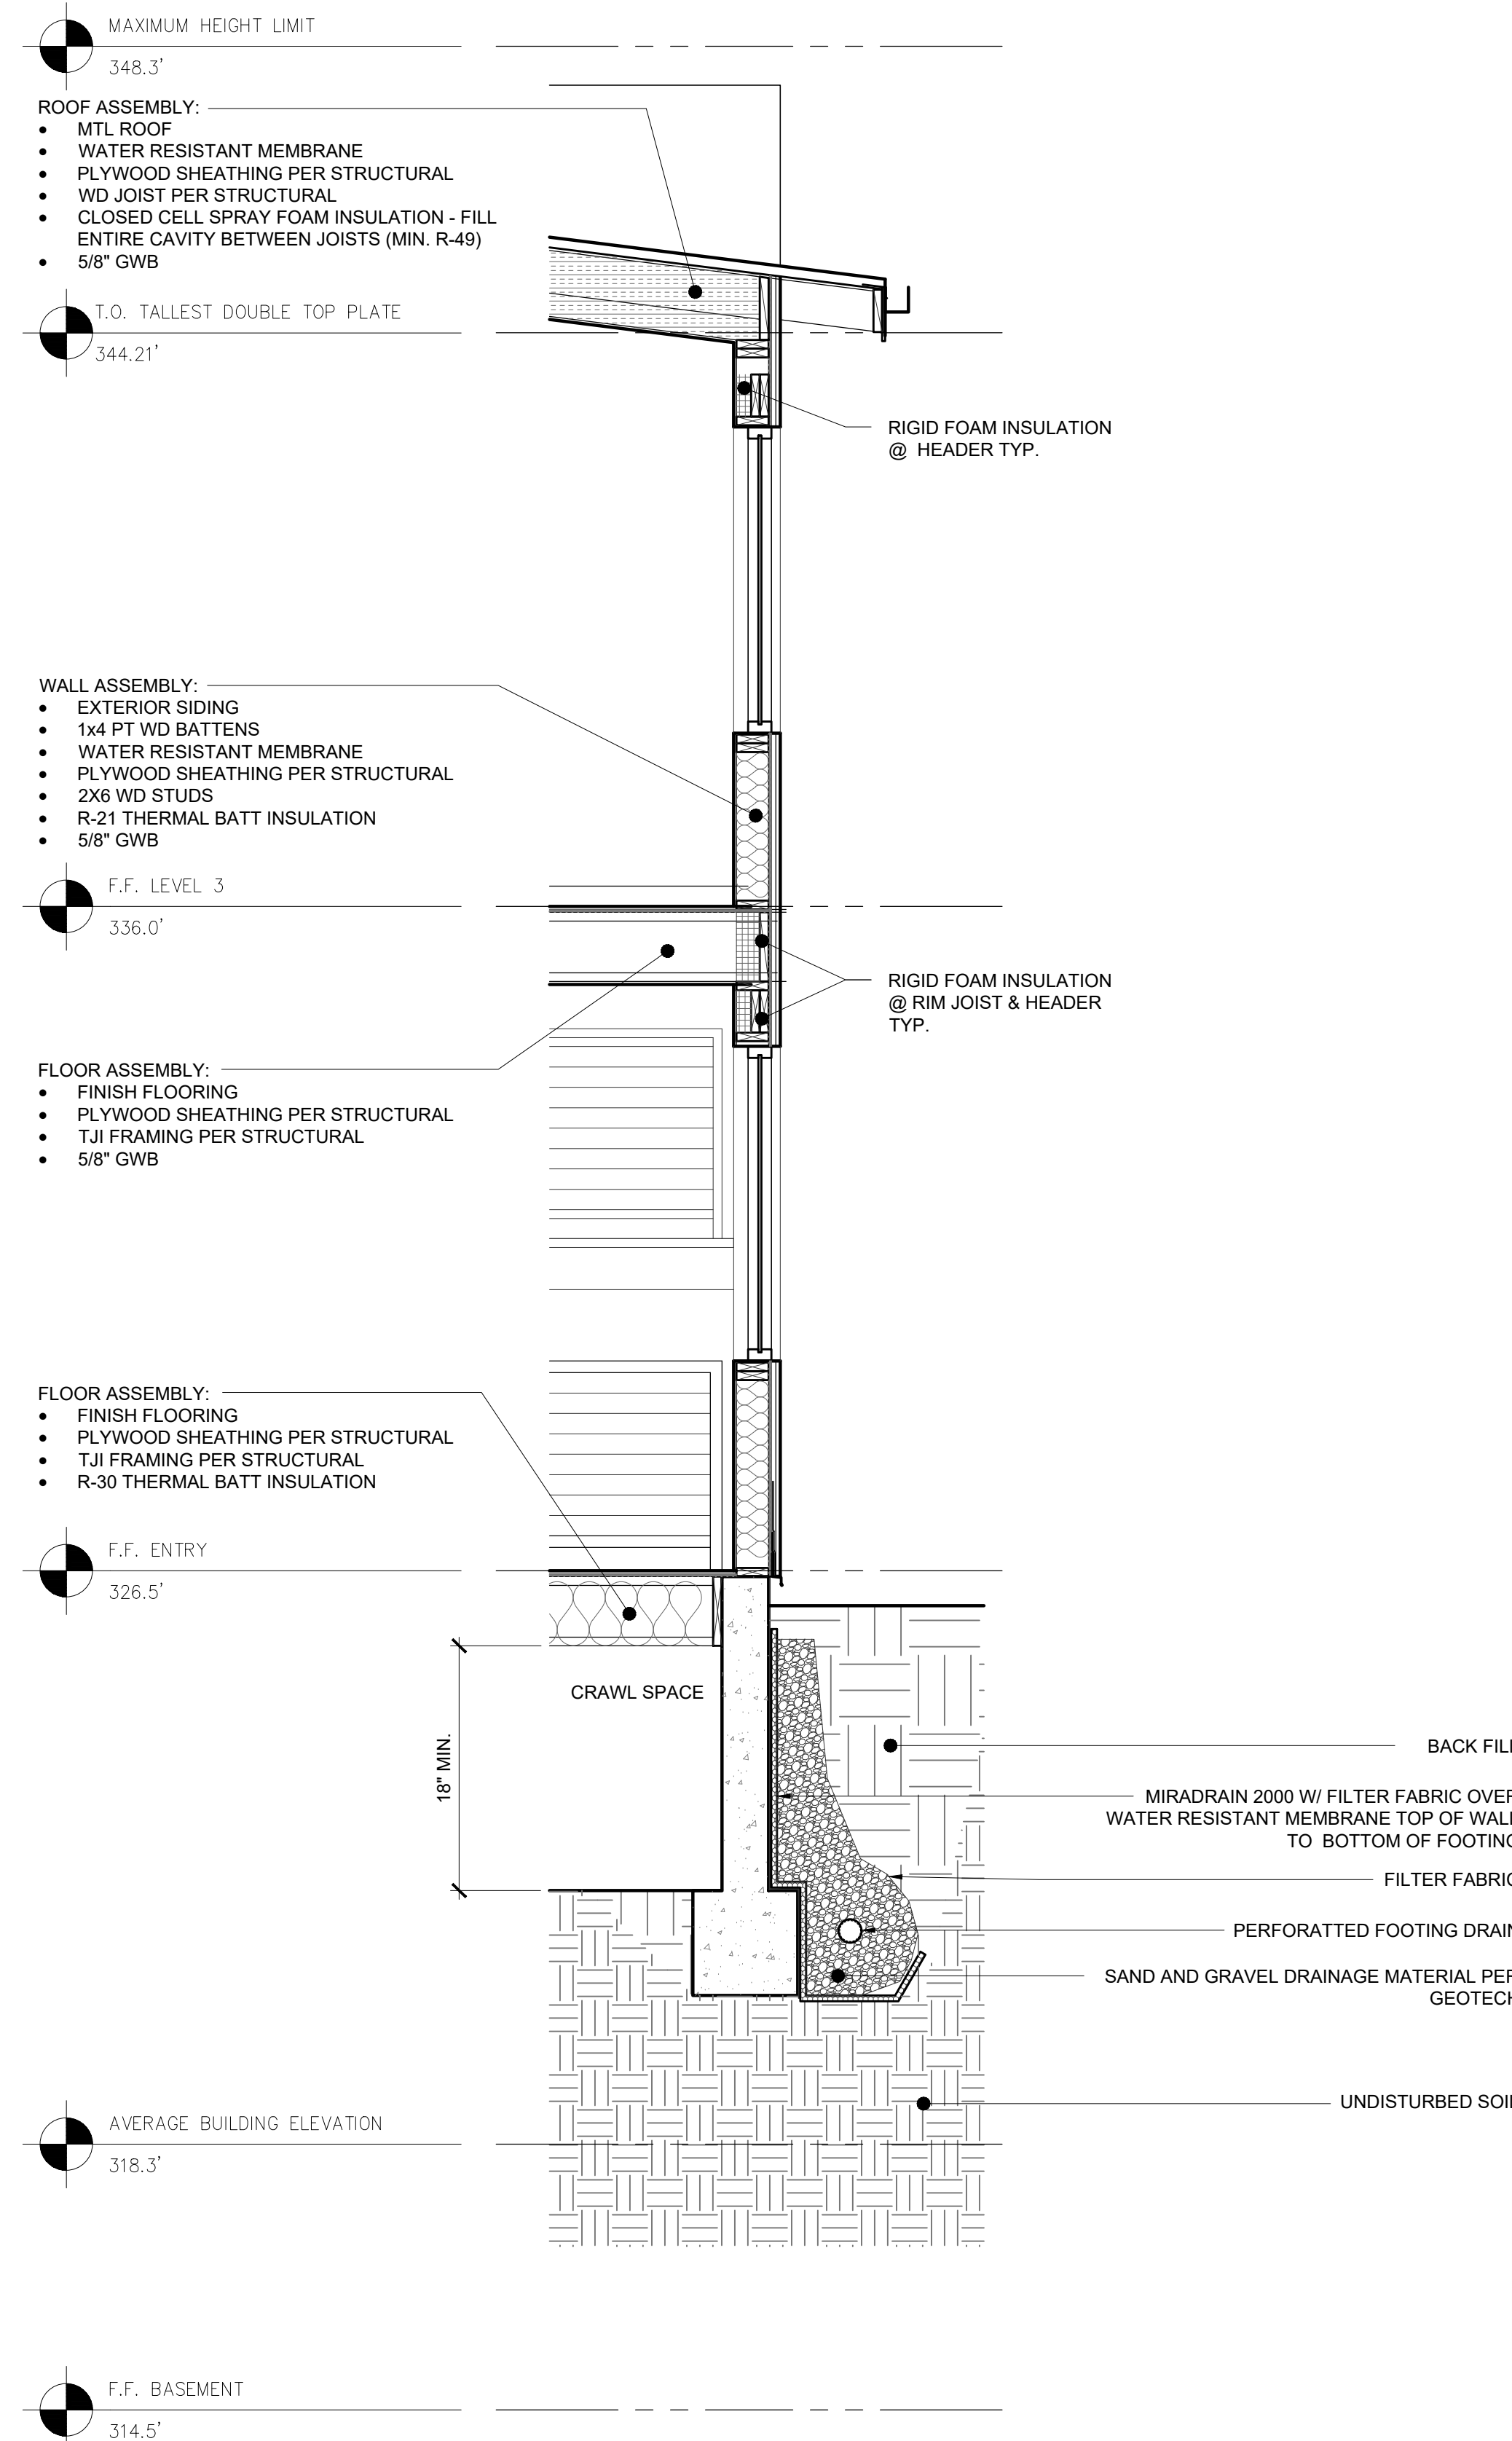 MAXIMUM HEIGHT LIMIT
348.3'
ROOF ASSEMBLY:
• MTL ROOF
• WATER RESISTANT MEMBRANE
• PLYWOOD SHEATHING PER STRUCTURAL
• WD JOIST PER STRUCTURAL
• CLOSED CELL SPRAY FOAM INSULATION - FILL
ENTIRE CAVITY BETWEEN JOISTS (MIN. R-49)
• 5/8" GWB
T.O. TALLEST DOUBLE TOP PLATE
344.21'
RIGID FOAM INSULATION
@ HEADER TYP.
WALL ASSEMBLY:
• EXTERIOR SIDING
• 1x4 PT WD BATTENS
• WATER RESISTANT MEMBRANE
• PLYWOOD SHEATHING PER STRUCTURAL
• 2X6 WD STUDS
• R-21 THERMAL BATT INSULATION
• 5/8" GWB
F.F. LEVEL 3
336.0'
RIGID FOAM INSULATION
@ RIM JOIST & HEADER
TYP.
FLOOR ASSEMBLY:
• FINISH FLOORING
• PLYWOOD SHEATHING PER STRUCTURAL
• TJI FRAMING PER STRUCTURAL
• 5/8" GWB
FLOOR ASSEMBLY:
• FINISH FLOORING
• PLYWOOD SHEATHING PER STRUCTURAL
• TJI FRAMING PER STRUCTURAL
• R-30 THERMAL BATT INSULATION
F.F. ENTRY
326.5'
CRAWL SPACE
18" MIN.
BACK FILL
MIRADRAIN 2000 W/ FILTER FABRIC OVER
WATER RESISTANT MEMBRANE TOP OF WALL
TO BOTTOM OF FOOTING
FILTER FABRIC
PERFORATTED FOOTING DRAIN
SAND AND GRAVEL DRAINAGE MATERIAL PER
GEOTECH
UNDISTURBED SOIL
AVERAGE BUILDING ELEVATION
318.3'
F.F. BASEMENT
314.5'